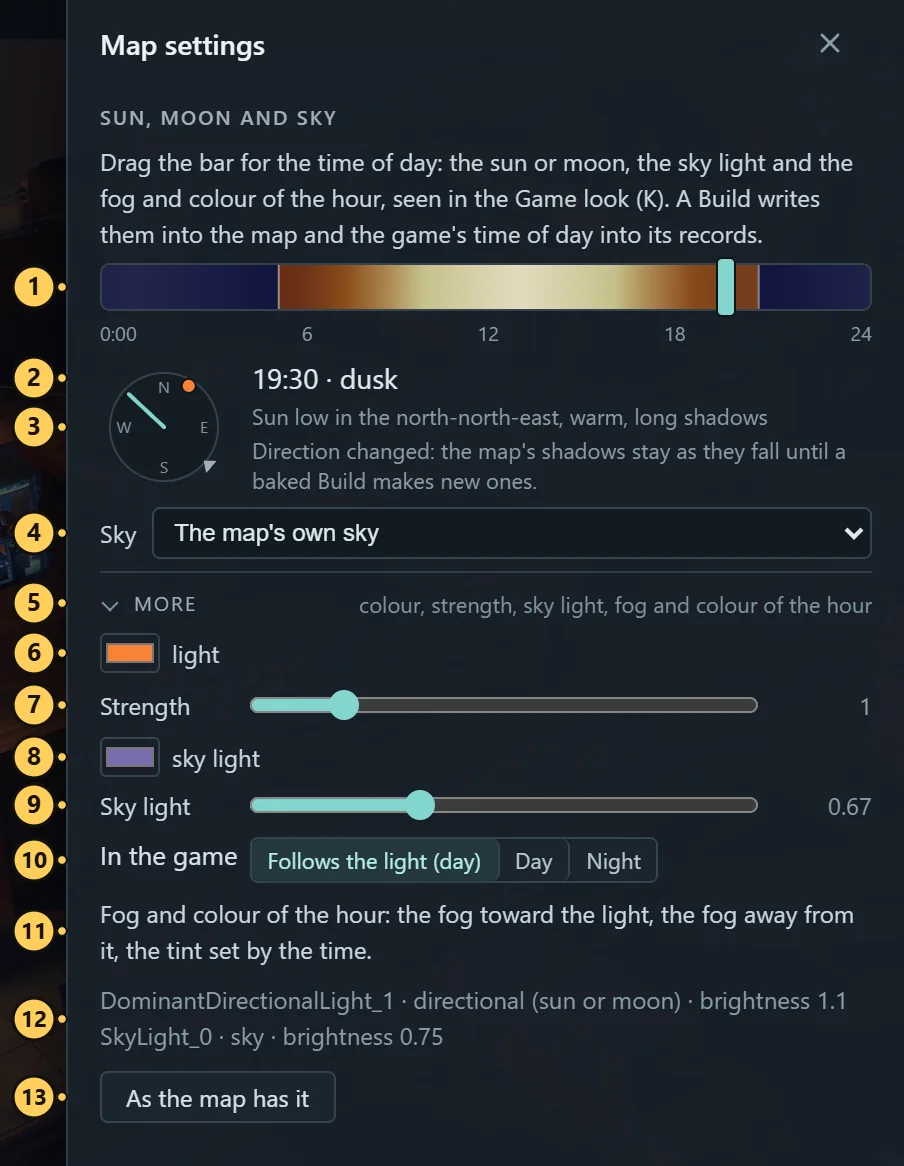 Map settings
SUN, MOON AND SKY
Drag the bar for the time of day: the sun or moon, the sky light and the
fog and colour of the hour, seen in the Game look (K). A Build writes
them into the map and the game's time of day into its records.
1
0:00 6 12 18 24
2
19:30 · dusk
N
W E
S
3
Sun low in the north-north-east, warm, long shadows
Direction changed: the map's shadows stay as they fall until a
baked Build makes new ones.
4 Sky The map's own sky
5 MORE colour, strength, sky light, fog and colour of the hour
6 light
7 Strength 1
8 sky light
9 Sky light 0.67
10 In the game Follows the light (day) Day Night
11 Fog and colour of the hour: the fog toward the light, the fog away from
it, the tint set by the time.
12 DominantDirectionalLight_1 · directional (sun or moon) · brightness 1.1
SkyLight_0 · sky · brightness 0.75
13 As the map has it